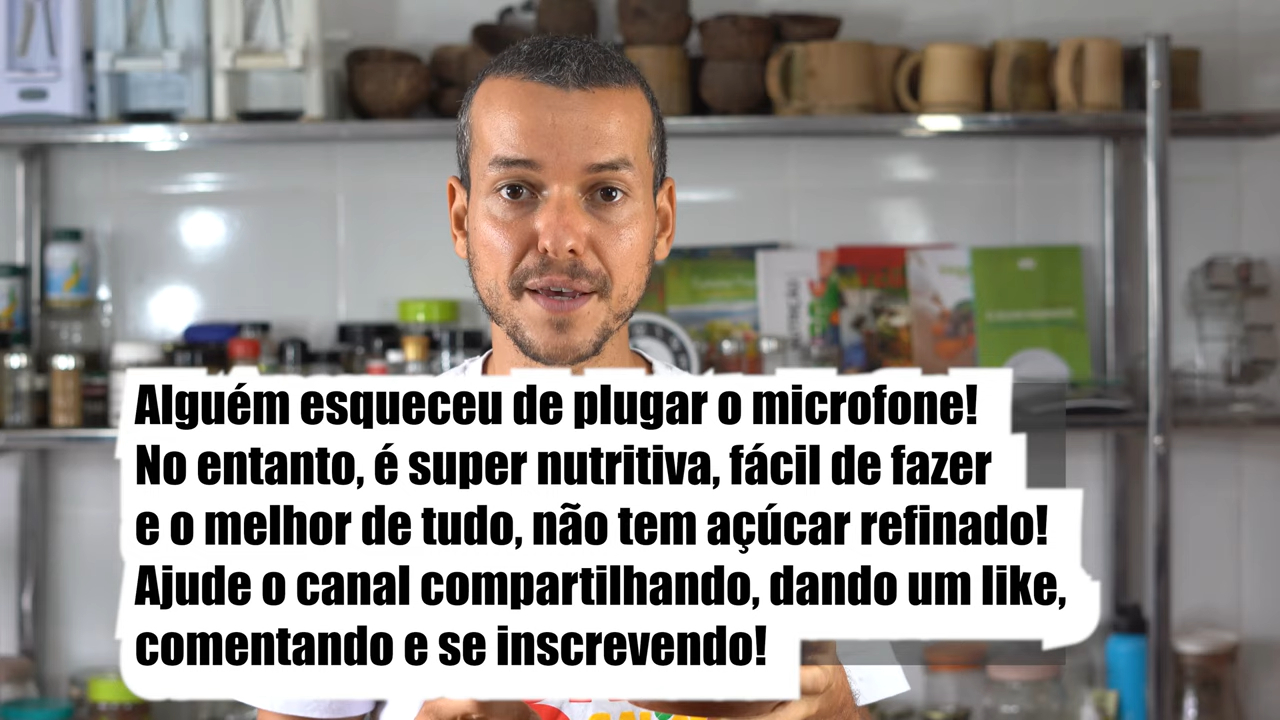 Alguém esqueceu de plugar o microfone!
No entanto, é super nutritiva, fácil de fazer
e o melhor de tudo, não tem açúcar refinado!
Ajude o canal compartilhando, dando um like,
comentando e se inscrevendo!